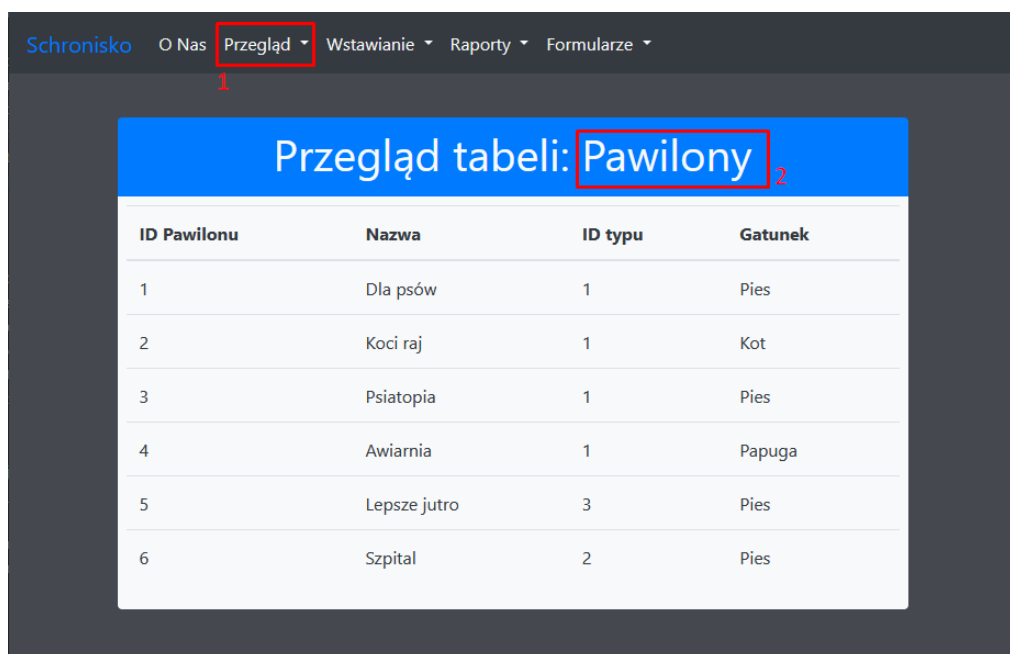 Schronisko O Nas Przegląd Wstawianie Raporty Formularze
1
Przegląd tabeli: Pawilony
2
ID Pawilonu Nazwa ID typu Gatunek
1 Dla psów 1 Pies
2 Koci raj 1 Kot
3 Psiatopia 1 Pies
4 Awiarnia 1 Papuga
5 Lepsze jutro 3 Pies
6 Szpital 2 Pies